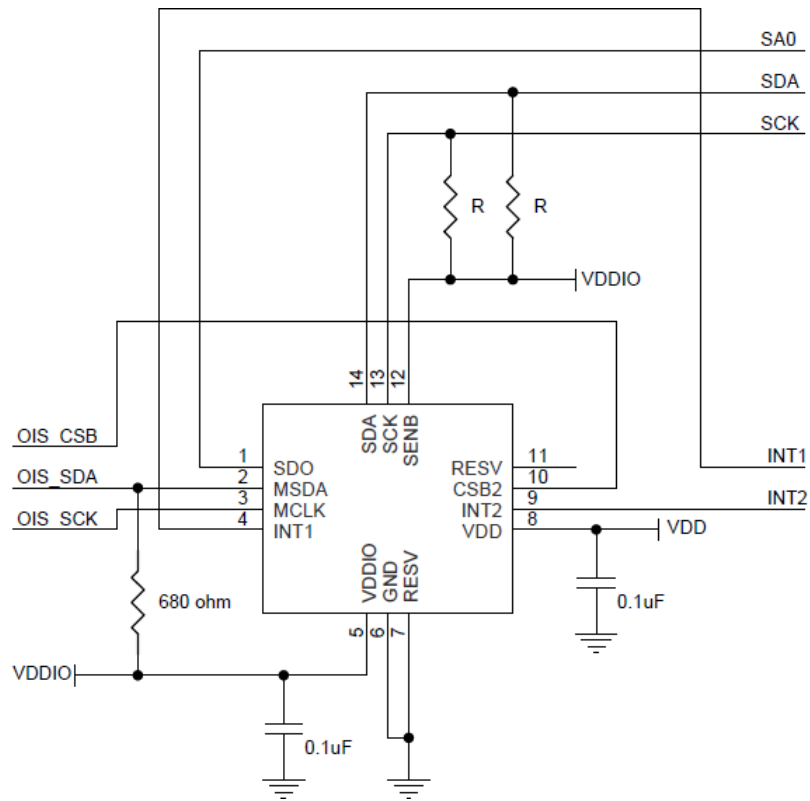 SA0
SDA
SCK
R
R
VDDIO
14
13
12
OIS_CSB
SDA
SCK
SENB
1
SDO
RESV
11
INT1
OIS_SDA
2
MSDA
CSB2
10
INT2
OIS_SCK
3
MCLK
INT2
9
4
INT1
VDD
8
VDD
VDDIO
GND
RESV
680 ohm
0.1uF
5
6
7
VDDIO
0.1uF